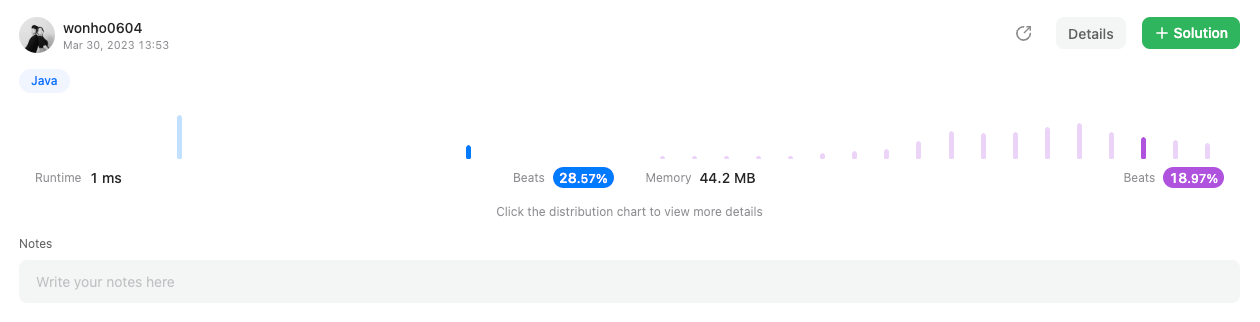 wonho0604
Mar 30, 2023 13:53
Details
+ Solution
Java
Runtime 1 ms Beats 28.57% Memory 44.2 MB Beats 18.97%
Click the distribution chart to view more details
Notes
Write your notes here